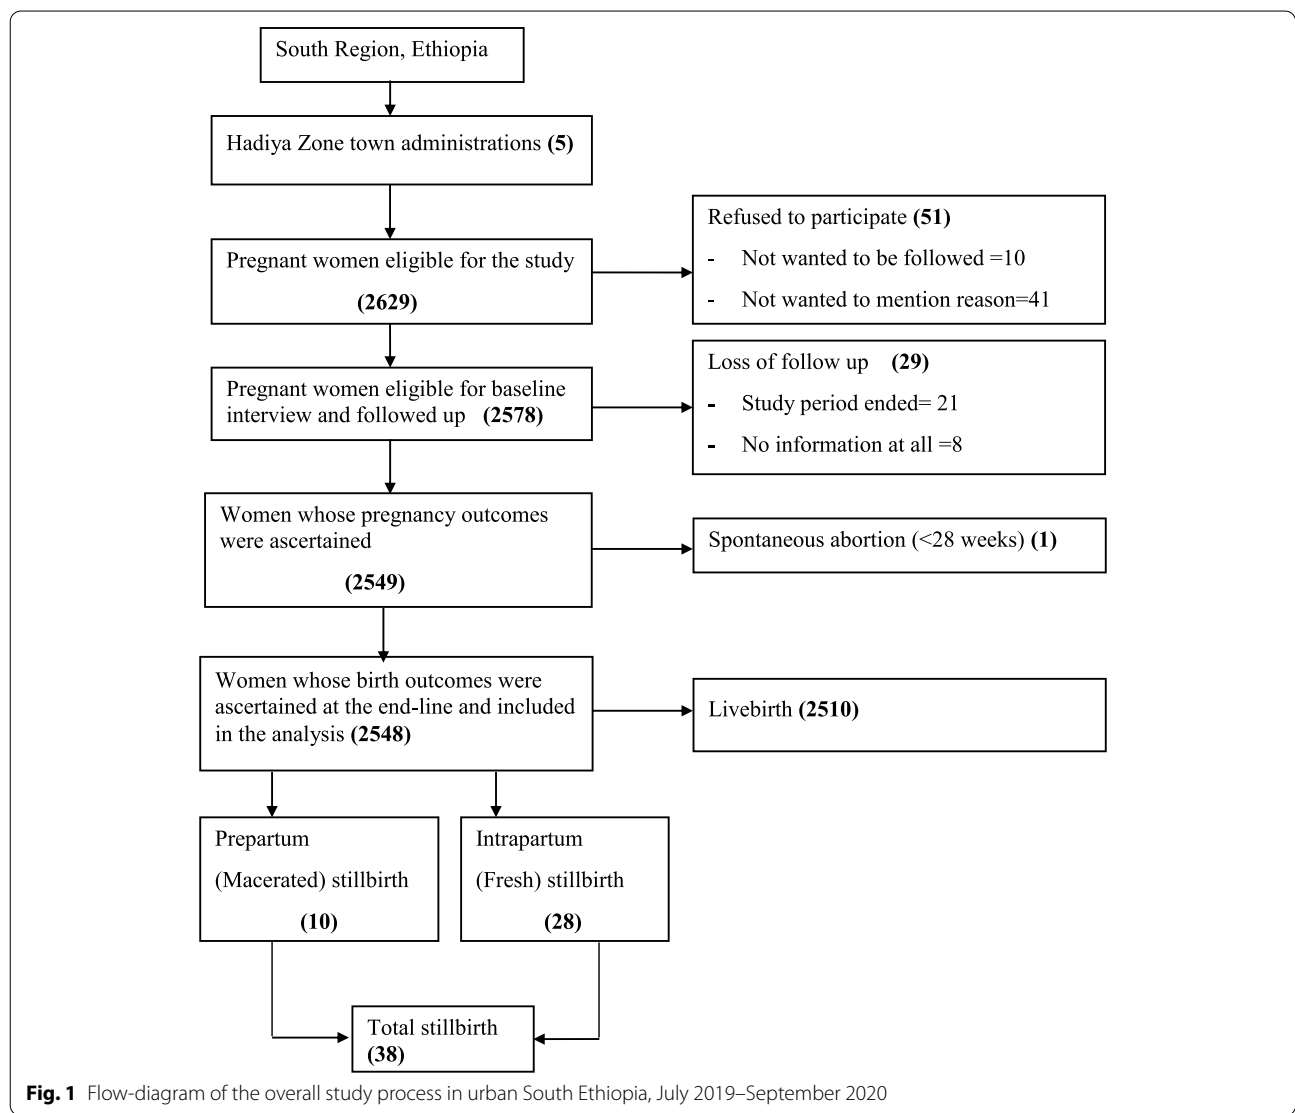 South Region, Ethiopia
Hadiya Zone town administrations (5)
Pregnant women eligible for the study
(2629)
Refused to participate (51)
- Not wanted to be followed =10
- Not wanted to mention reason=41
Pregnant women eligible for baseline
interview and followed up (2578)
Loss of follow up (29)
- Study period ended= 21
- No information at all =8
Women whose pregnancy outcomes
were ascertained
(2549)
Spontaneous abortion (<28 weeks) (1)
Women whose birth outcomes were
ascertained at the end-line and included
in the analysis (2548)
Livebirth (2510)
Prepartum
(Macerated) stillbirth
(10)
Intrapartum
(Fresh) stillbirth
(28)
Total stillbirth
(38)
Fig. 1 Flow-diagram of the overall study process in urban South Ethiopia, July 2019–September 2020